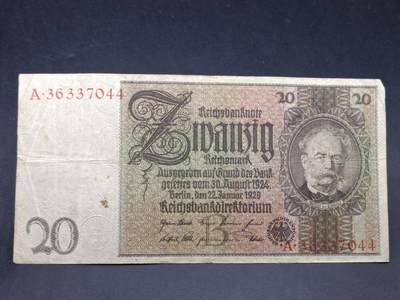 A·36337044
Reichsbanknote
20 20
Zwanzig
Reichsmark
Ausgegeben auf Grund des Bank
gesetzes vom 30. August 1924
Berlin, den 22. Januar 1929
Reichsbankdirektorium
20
A·36337044